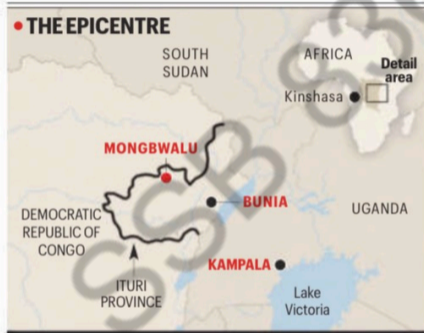 • THE EPICENTRE
SOUTH
SUDAN
AFRICA
Detail
area
Kinshasa
MONGBWALU
BUNIA
DEMOCRATIC
REPUBLIC OF
CONGO
UGANDA
KAMPALA
ITURI
PROVINCE
Lake
Victoria